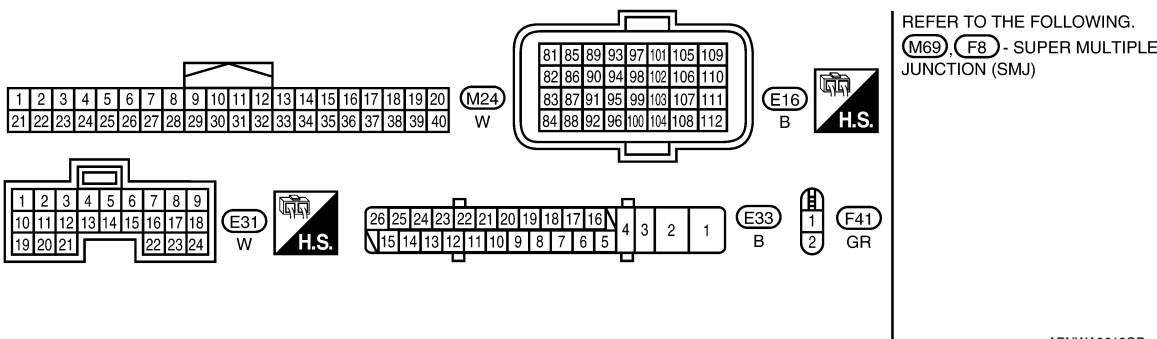 81 85 89 93 97 101 105 109
82 86 90 94 98 102 106 110
83 87 91 95 99 103 107 111
84 88 92 96 100 104 108 112
E16
B
H.S.
1 2 3 4 5 6 7 8 9 10 11 12 13 14 15 16 17 18 19 20
21 22 23 24 25 26 27 28 29 30 31 32 33 34 35 36 37 38 39 40
M24
W
1 2 3 4 5 6 7 8 9
10 11 12 13 14 15 16 17 18
19 20 21 22 23 24
E31
W
H.S.
26 25 24 23 22 21 20 19 18 17 16 4 3 2 1
15 14 13 12 11 10 9 8 7 6 5
E33
B
1
2
F41
GR
REFER TO THE FOLLOWING.
M69, F8 - SUPER MULTIPLE
JUNCTION (SMJ)